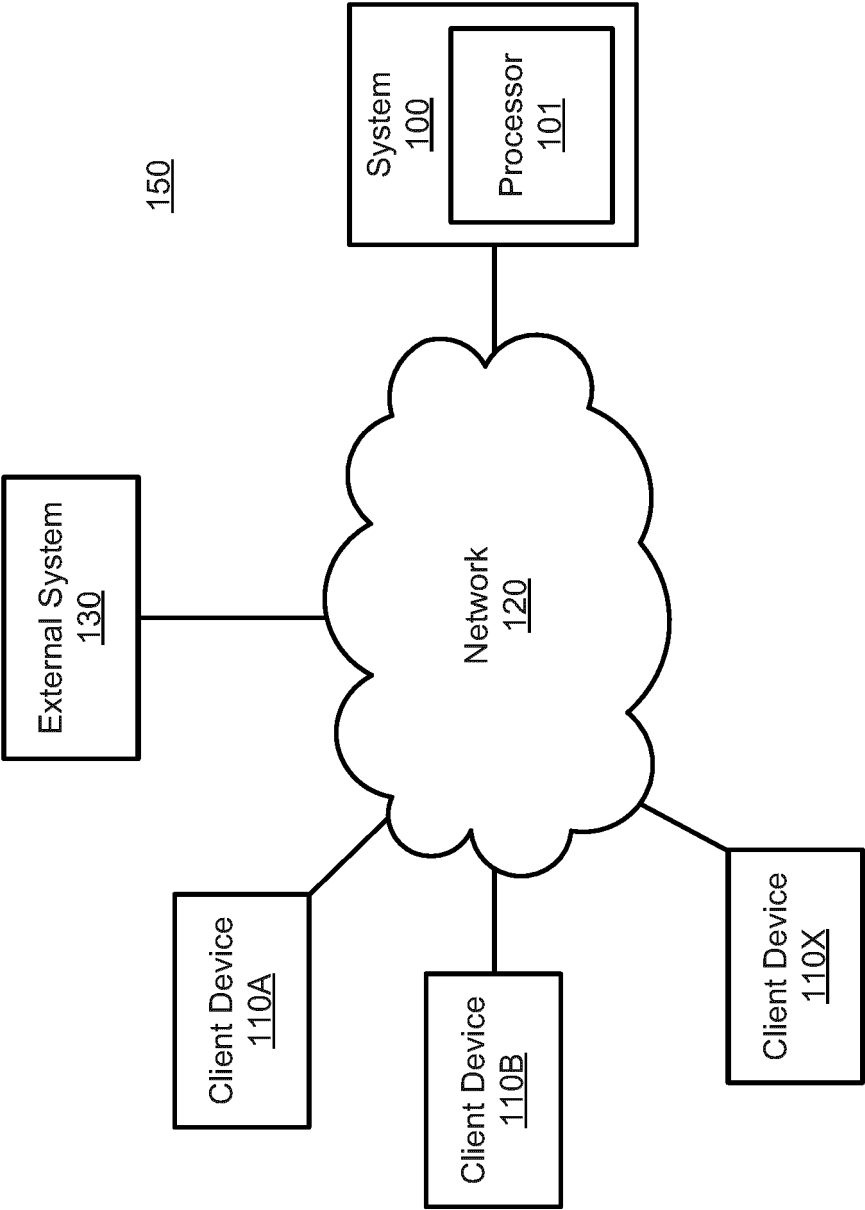 150
External System
130
System
100
Processor
101
Network
120
Client Device
110A
Client Device
110B
Client Device
110X